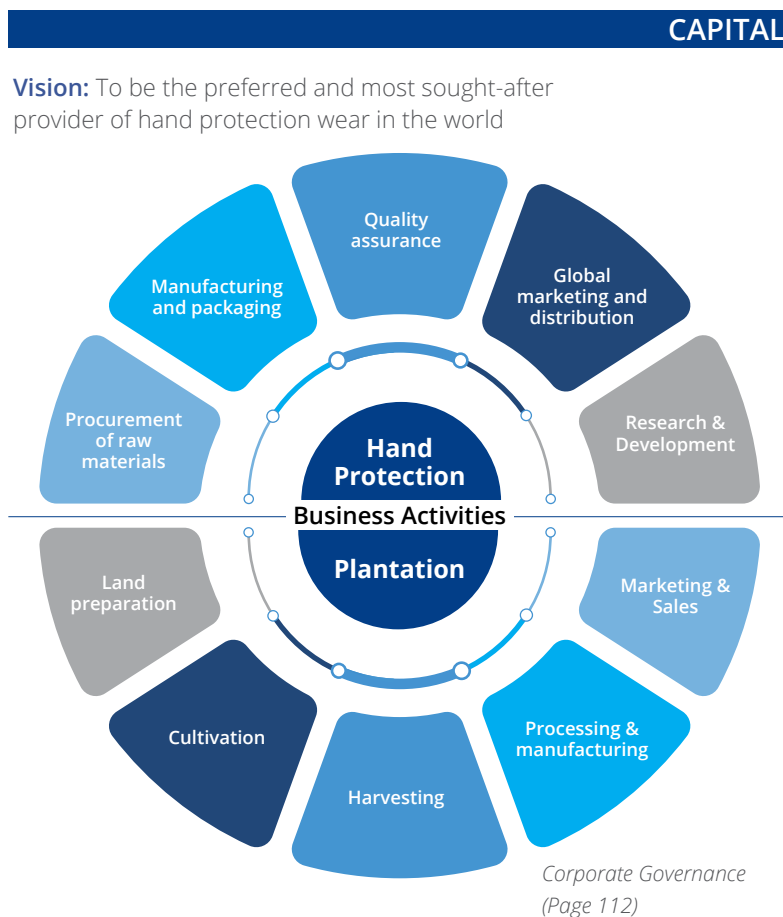 CAPITAL
Vision: To be the preferred and most sought-after
provider of hand protection wear in the world
Quality
assurance
Manufacturing
and packaging
Global
marketing and
distribution
Procurement
of raw
materials
Research &
Development
Hand
Protection
Business Activities
Plantation
Land
preparation
Marketing &
Sales
Cultivation
Processing &
manufacturing
Harvesting
Corporate Governance
(Page 112)